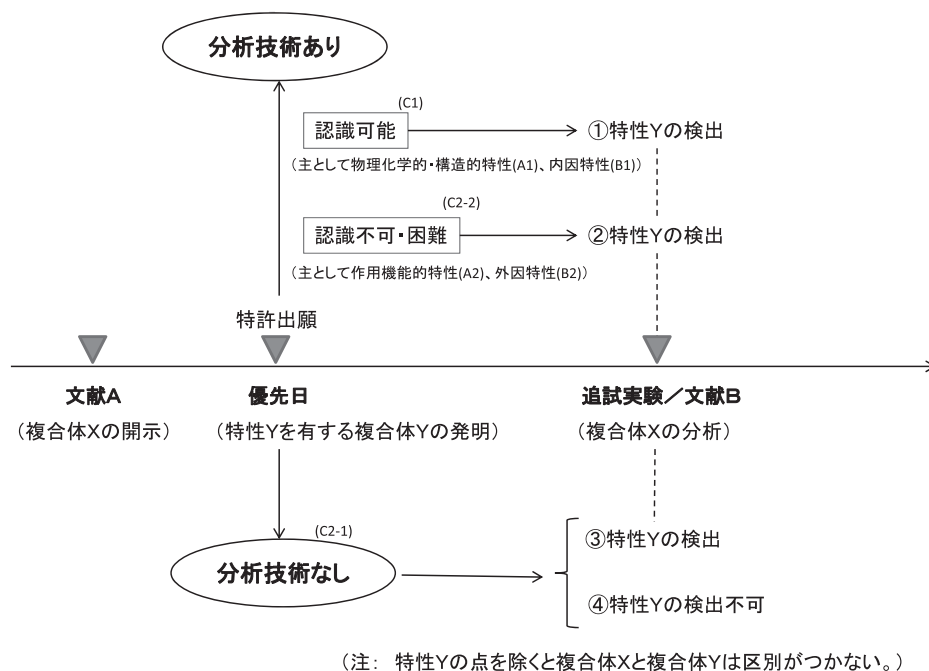 分析技術あり
(C1)
認識可能
①特性Yの検出
(主として物理化学的・構造的特性(A1)、内因特性(B1))
(C2-2)
認識不可・困難
②特性Yの検出
(主として作用機能的特性(A2)、外因特性(B2))
特許出願
文献A
優先日
追試実験/文献B
(複合体Xの開示)
(特性Yを有する複合体Yの発明)
(複合体Xの分析)
(C2-1)
分析技術なし
③特性Yの検出
④特性Yの検出不可
(注: 特性Yの点を除くと複合体Xと複合体Yは区別がつかない。)